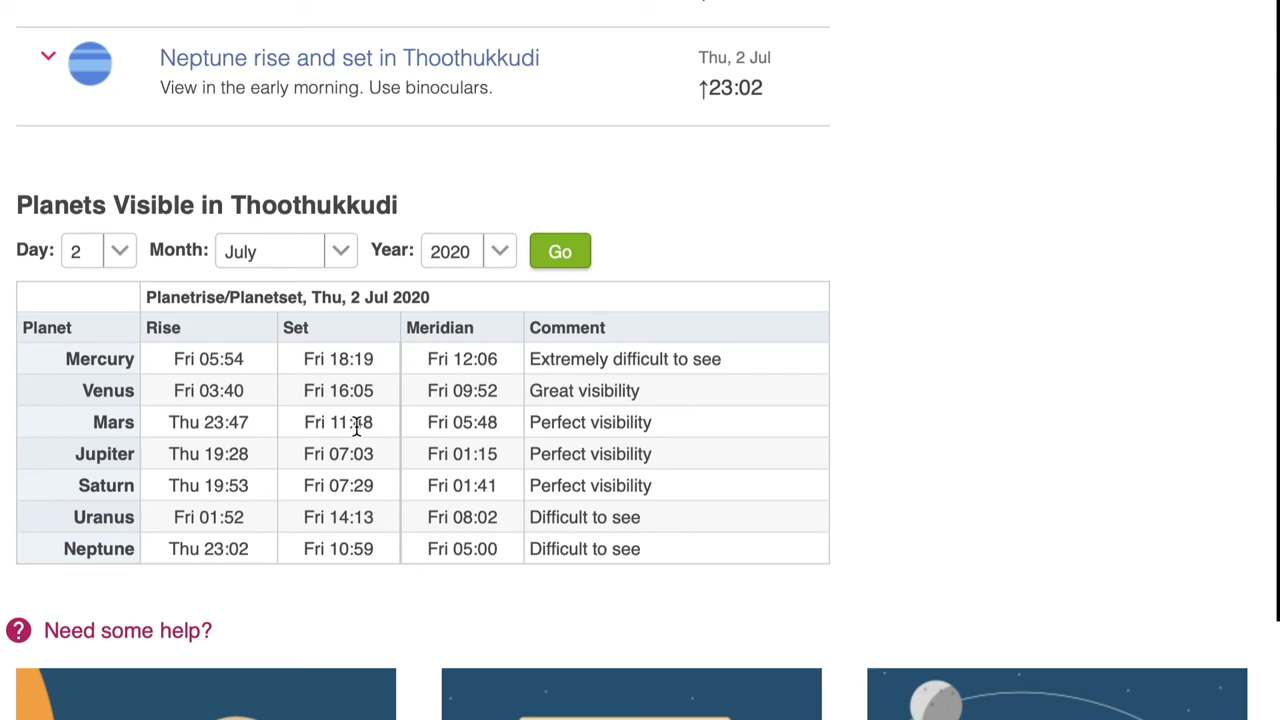 Neptune rise and set in Thoothukkudi
Thu, 2 Jul
View in the early morning. Use binoculars.
↑23:02
Planets Visible in Thoothukkudi
Day: 2 Month: July Year: 2020 Go
Planetrise/Planetset, Thu, 2 Jul 2020
Planet Rise Set Meridian Comment
Mercury Fri 05:54 Fri 18:19 Fri 12:06 Extremely difficult to see
Venus Fri 03:40 Fri 16:05 Fri 09:52 Great visibility
Mars Thu 23:47 Fri 11:48 Fri 05:48 Perfect visibility
Jupiter Thu 19:28 Fri 07:03 Fri 01:15 Perfect visibility
Saturn Thu 19:53 Fri 07:29 Fri 01:41 Perfect visibility
Uranus Fri 01:52 Fri 14:13 Fri 08:02 Difficult to see
Neptune Thu 23:02 Fri 10:59 Fri 05:00 Difficult to see
? Need some help?